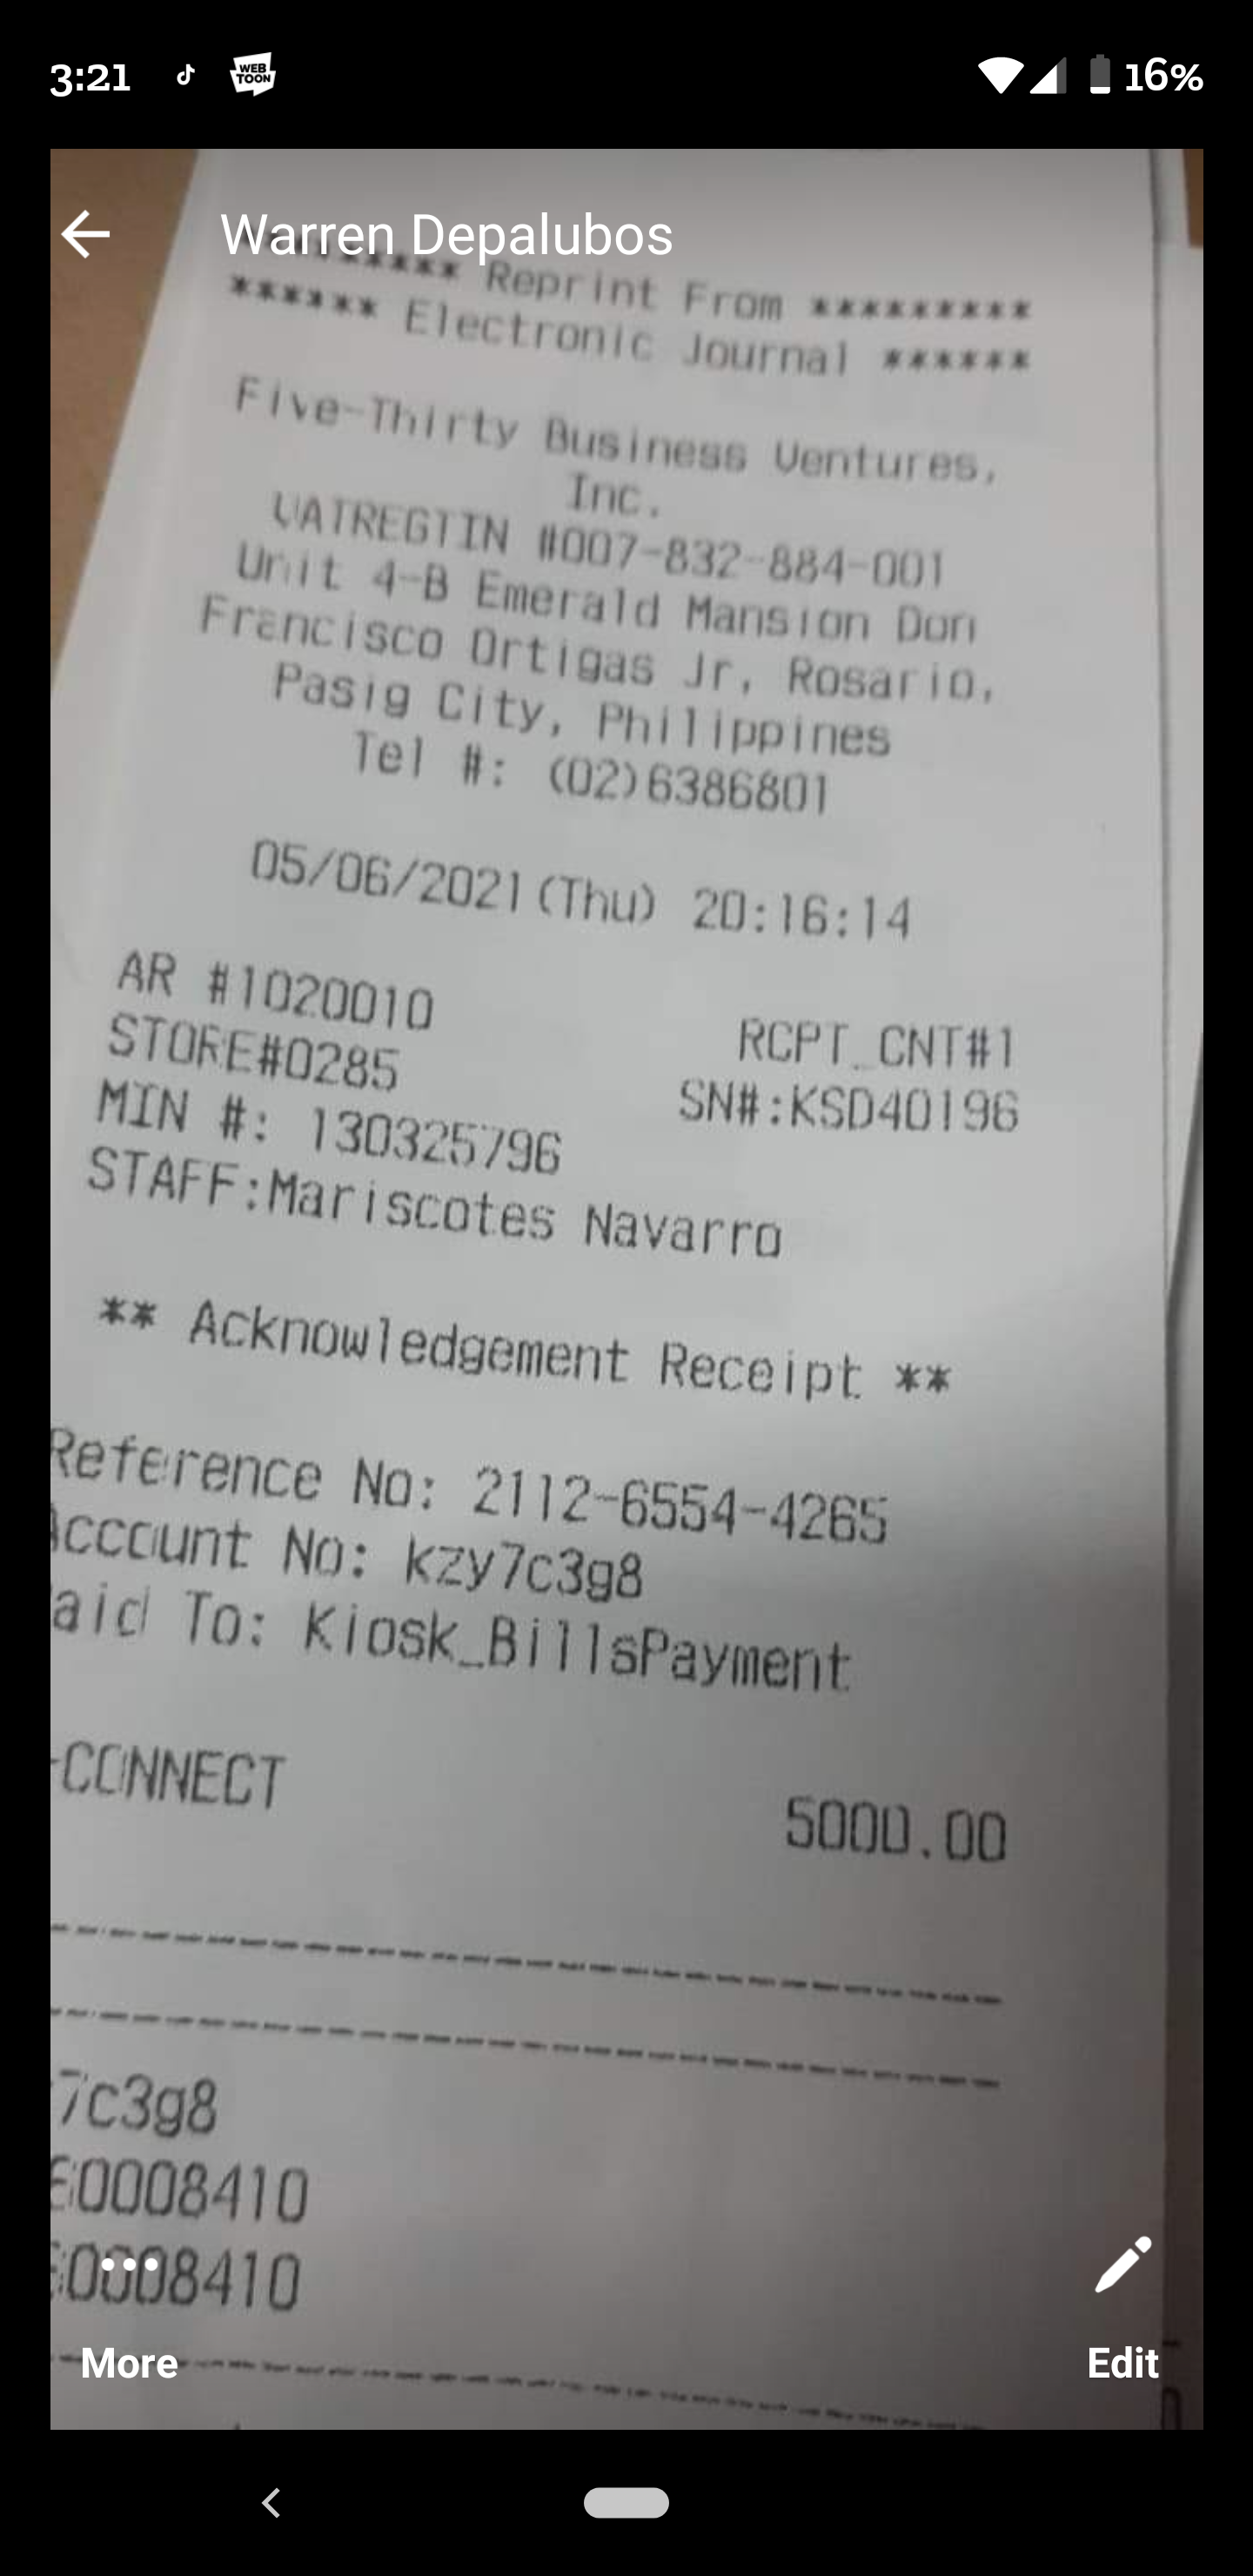 3:21
WEB
TOON
16%
Warren Depalubos
********* Reprint From *********
****** Electronic Journal ******
Five-Thirty Business Ventures,
Inc.
VATREGTIN #007-832-884-001
Unit 4-B Emerald Mansion Don
Francisco Ortigas Jr, Rosario,
Pasig City, Philippines
Tel #: (02)6386801
05/06/2021(Thu) 20:16:14
AR #1020010
RCPT_CNT#1
STORE#0285
SN#:KSD40196
MIN #: 130325796
STAFF:Mariscotes Navarro
** Acknowledgement Receipt **
Reference No: 2112-6554-4265
Account No: kzy7c3g8
aid To: Kiosk_BillsPayment
-CONNECT
5000.00
7c3g8
0008410
0008410
More
Edit